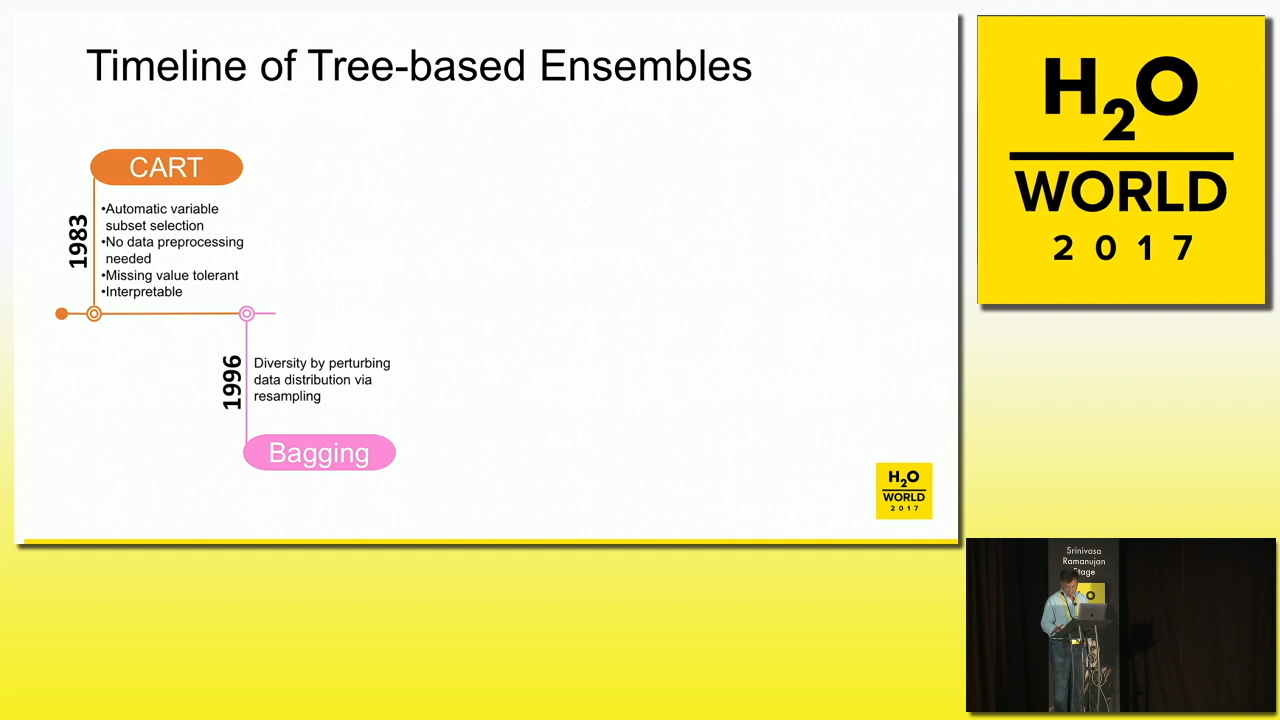 Timeline of Tree-based Ensembles
CART
1983
•Automatic variable
subset selection
•No data preprocessing
needed
•Missing value tolerant
•Interpretable
1996
Diversity by perturbing
data distribution via
resampling
Bagging
H2O
WORLD
2017
H2O
WORLD
2 0 1 7
Srinivasa
Ramanujan
Stage